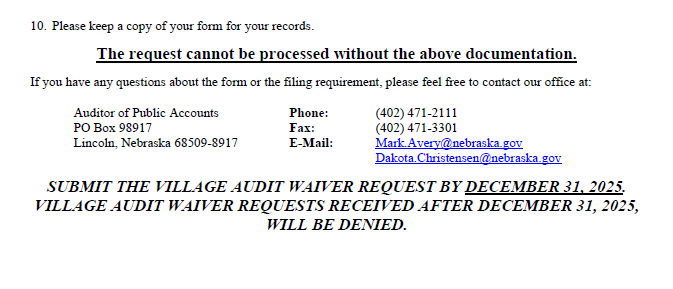 10. Please keep a copy of your form for your records.
The request cannot be processed without the above documentation.
If you have any questions about the form or the filing requirement, please feel free to contact our office at:
Auditor of Public Accounts Phone: (402) 471-2111
PO Box 98917 Fax: (402) 471-3301
Lincoln, Nebraska 68509-8917 E-Mail: Mark.Avery@nebraska.gov
Dakota.Christensen@nebraska.gov
SUBMIT THE VILLAGE AUDIT WAIVER REQUEST BY DECEMBER 31, 2025.
VILLAGE AUDIT WAIVER REQUESTS RECEIVED AFTER DECEMBER 31, 2025,
WILL BE DENIED.